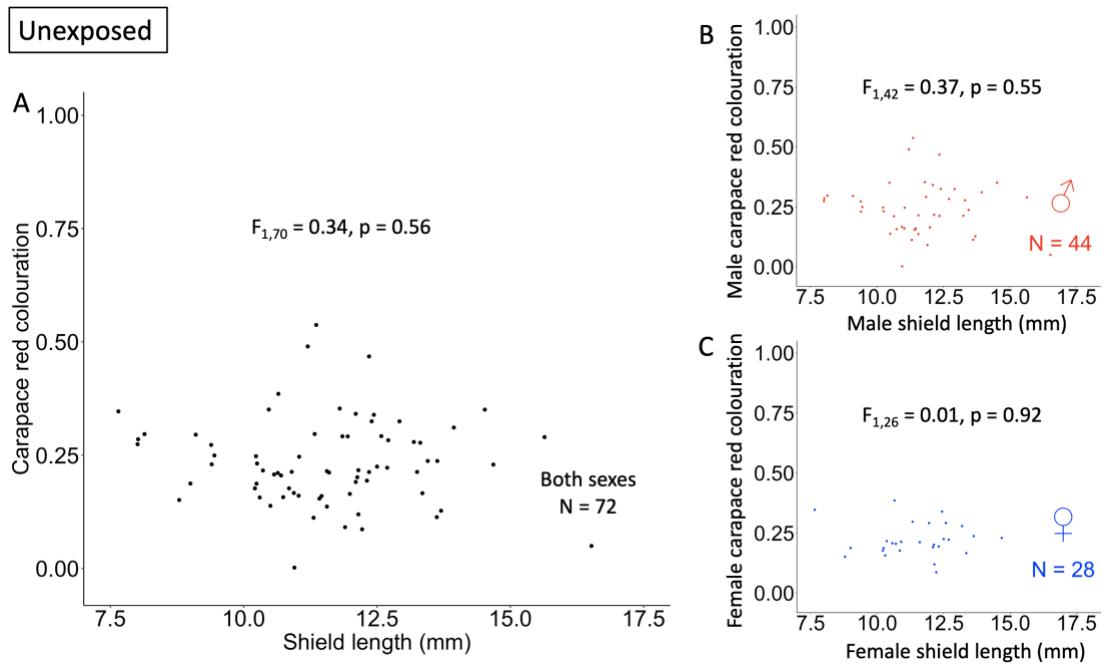 Unexposed
A
Carapace red colouration
1.00
0.75
0.50
0.25
0.00
F1,70 = 0.34, p = 0.56
Both sexes
N = 72
7.5 10.0 12.5 15.0 17.5
Shield length (mm)
B
Male carapace red colouration
1.00
0.75
0.50
0.25
0.00
F1,42 = 0.37, p = 0.55
♂
N = 44
7.5 10.0 12.5 15.0 17.5
Male shield length (mm)
C
Female carapace red colouration
1.00
0.75
0.50
0.25
0.00
F1,26 = 0.01, p = 0.92
♀
N = 28
7.5 10.0 12.5 15.0 17.5
Female shield length (mm)